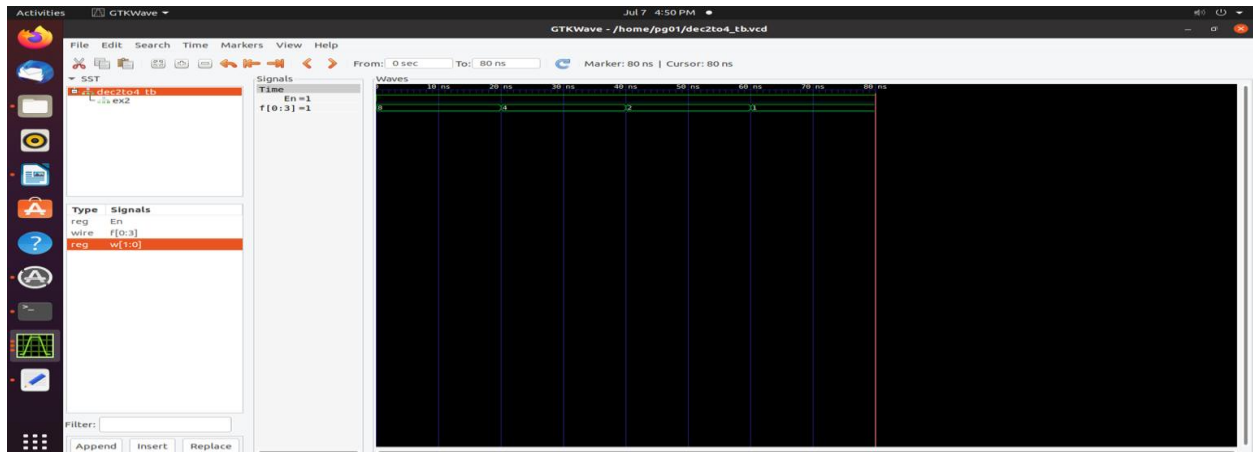 Activities GTKWave Jul 7 4:50 PM
GTKWave - /home/pg01/dec2to4_tb.vcd
File Edit Search Time Markers View Help
From: 0 sec To: 80 ns Marker: 80 ns | Cursor: 80 ns
SST
dec2to4_tb
ex2
Type Signals
reg En
wire f[0:3]
reg w[1:0]
Filter:
Append Insert Replace
Signals
Time
En =1
f[0:3] =1
Waves
10 ns 20 ns 30 ns 40 ns 50 ns 60 ns 70 ns 80 ns
8 4 2 1